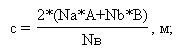 c = 2*(Na*A+Nb*B) / Nв , м;